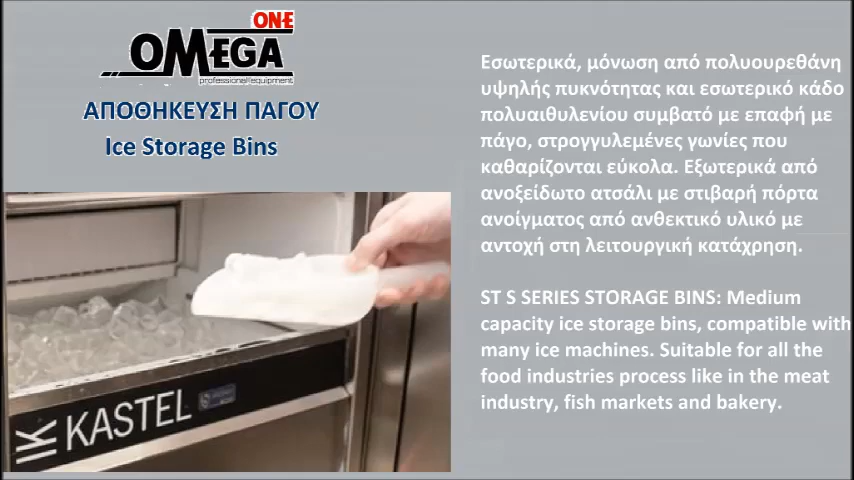 ONE
OMEGA
professional equipment
ΑΠΟΘΗΚΕΥΣΗ ΠΑΓΟΥ
Ice Storage Bins
KASTEL
Εσωτερικά, μόνωση από πολυουρεθάνη
υψηλής πυκνότητας και εσωτερικό κάδο
πολυαιθυλενίου συμβατό με επαφή με
πάγο, στρογγυλεμένες γωνίες που
καθαρίζονται εύκολα. Εξωτερικά από
ανοξείδωτο ατσάλι με στιβαρή πόρτα
ανοίγματος από ανθεκτικό υλικό με
αντοχή στη λειτουργική κατάχρηση.
ST S SERIES STORAGE BINS: Medium
capacity ice storage bins, compatible with
many ice machines. Suitable for all the
food industries process like in the meat
industry, fish markets and bakery.